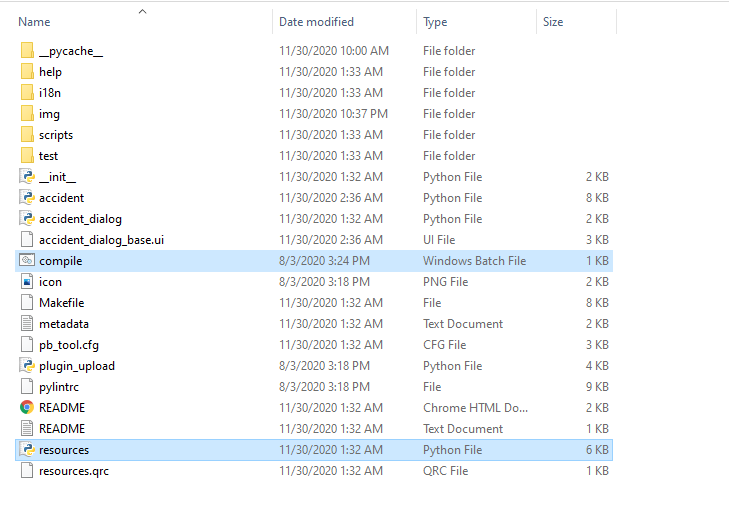 Name Date modified Type Size
__pycache__ 11/30/2020 10:00 AM File folder
help 11/30/2020 1:33 AM File folder
i18n 11/30/2020 1:33 AM File folder
img 11/30/2020 10:37 PM File folder
scripts 11/30/2020 1:33 AM File folder
test 11/30/2020 1:33 AM File folder
__init__ 11/30/2020 1:32 AM Python File 2 KB
accident 11/30/2020 2:36 AM Python File 8 KB
accident_dialog 11/30/2020 1:32 AM Python File 2 KB
accident_dialog_base.ui 11/30/2020 2:36 AM UI File 3 KB
compile 8/3/2020 3:24 PM Windows Batch File 1 KB
icon 8/3/2020 3:18 PM PNG File 2 KB
Makefile 11/30/2020 1:32 AM File 8 KB
metadata 11/30/2020 1:32 AM Text Document 2 KB
pb_tool.cfg 11/30/2020 1:32 AM CFG File 3 KB
plugin_upload 8/3/2020 3:18 PM Python File 4 KB
pylintrc 8/3/2020 3:18 PM File 9 KB
README 11/30/2020 1:32 AM Chrome HTML Do... 2 KB
README 11/30/2020 1:32 AM Text Document 1 KB
resources 11/30/2020 1:32 AM Python File 6 KB
resources.qrc 11/30/2020 1:32 AM QRC File 1 KB